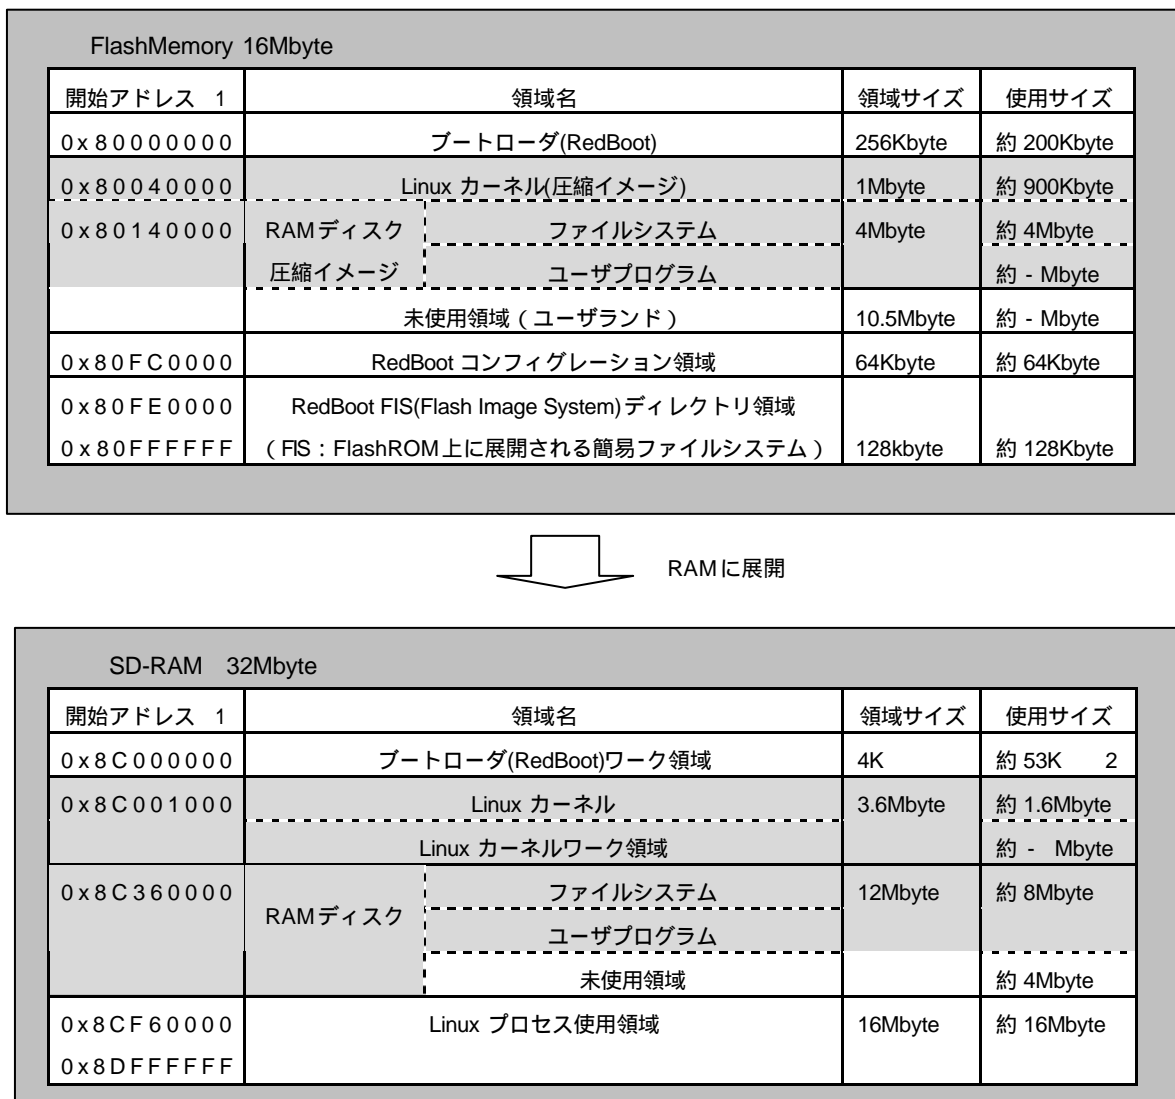 FlashMemory 16Mbyte
開始アドレス 1 領域名 領域サイズ 使用サイズ
0x80000000 ブートローダ(RedBoot) 256Kbyte 約 200Kbyte
0x80040000 Linux カーネル(圧縮イメージ) 1Mbyte 約 900Kbyte
0x80140000 RAMディスク ファイルシステム 4Mbyte 約 4Mbyte
圧縮イメージ ユーザプログラム 約 - Mbyte
未使用領域(ユーザランド) 10.5Mbyte 約 - Mbyte
0x80FC0000 RedBoot コンフィグレーション領域 64Kbyte 約 64Kbyte
0x80FE0000 RedBoot FIS(Flash Image System)ディレクトリ領域
0x80FFFFFF (FIS:FlashROM上に展開される簡易ファイルシステム) 128kbyte 約 128Kbyte
RAMに展開
SD-RAM 32Mbyte
開始アドレス 1 領域名 領域サイズ 使用サイズ
0x8C000000 ブートローダ(RedBoot)ワーク領域 4K 約 53K 2
0x8C001000 Linux カーネル 3.6Mbyte 約 1.6Mbyte
Linux カーネルワーク領域 約 - Mbyte
0x8C360000 ファイルシステム 12Mbyte 約 8Mbyte
RAMディスク
ユーザプログラム
未使用領域 約 4Mbyte
0x8CF60000 Linux プロセス使用領域 16Mbyte 約 16Mbyte
0x8DFFFFFF